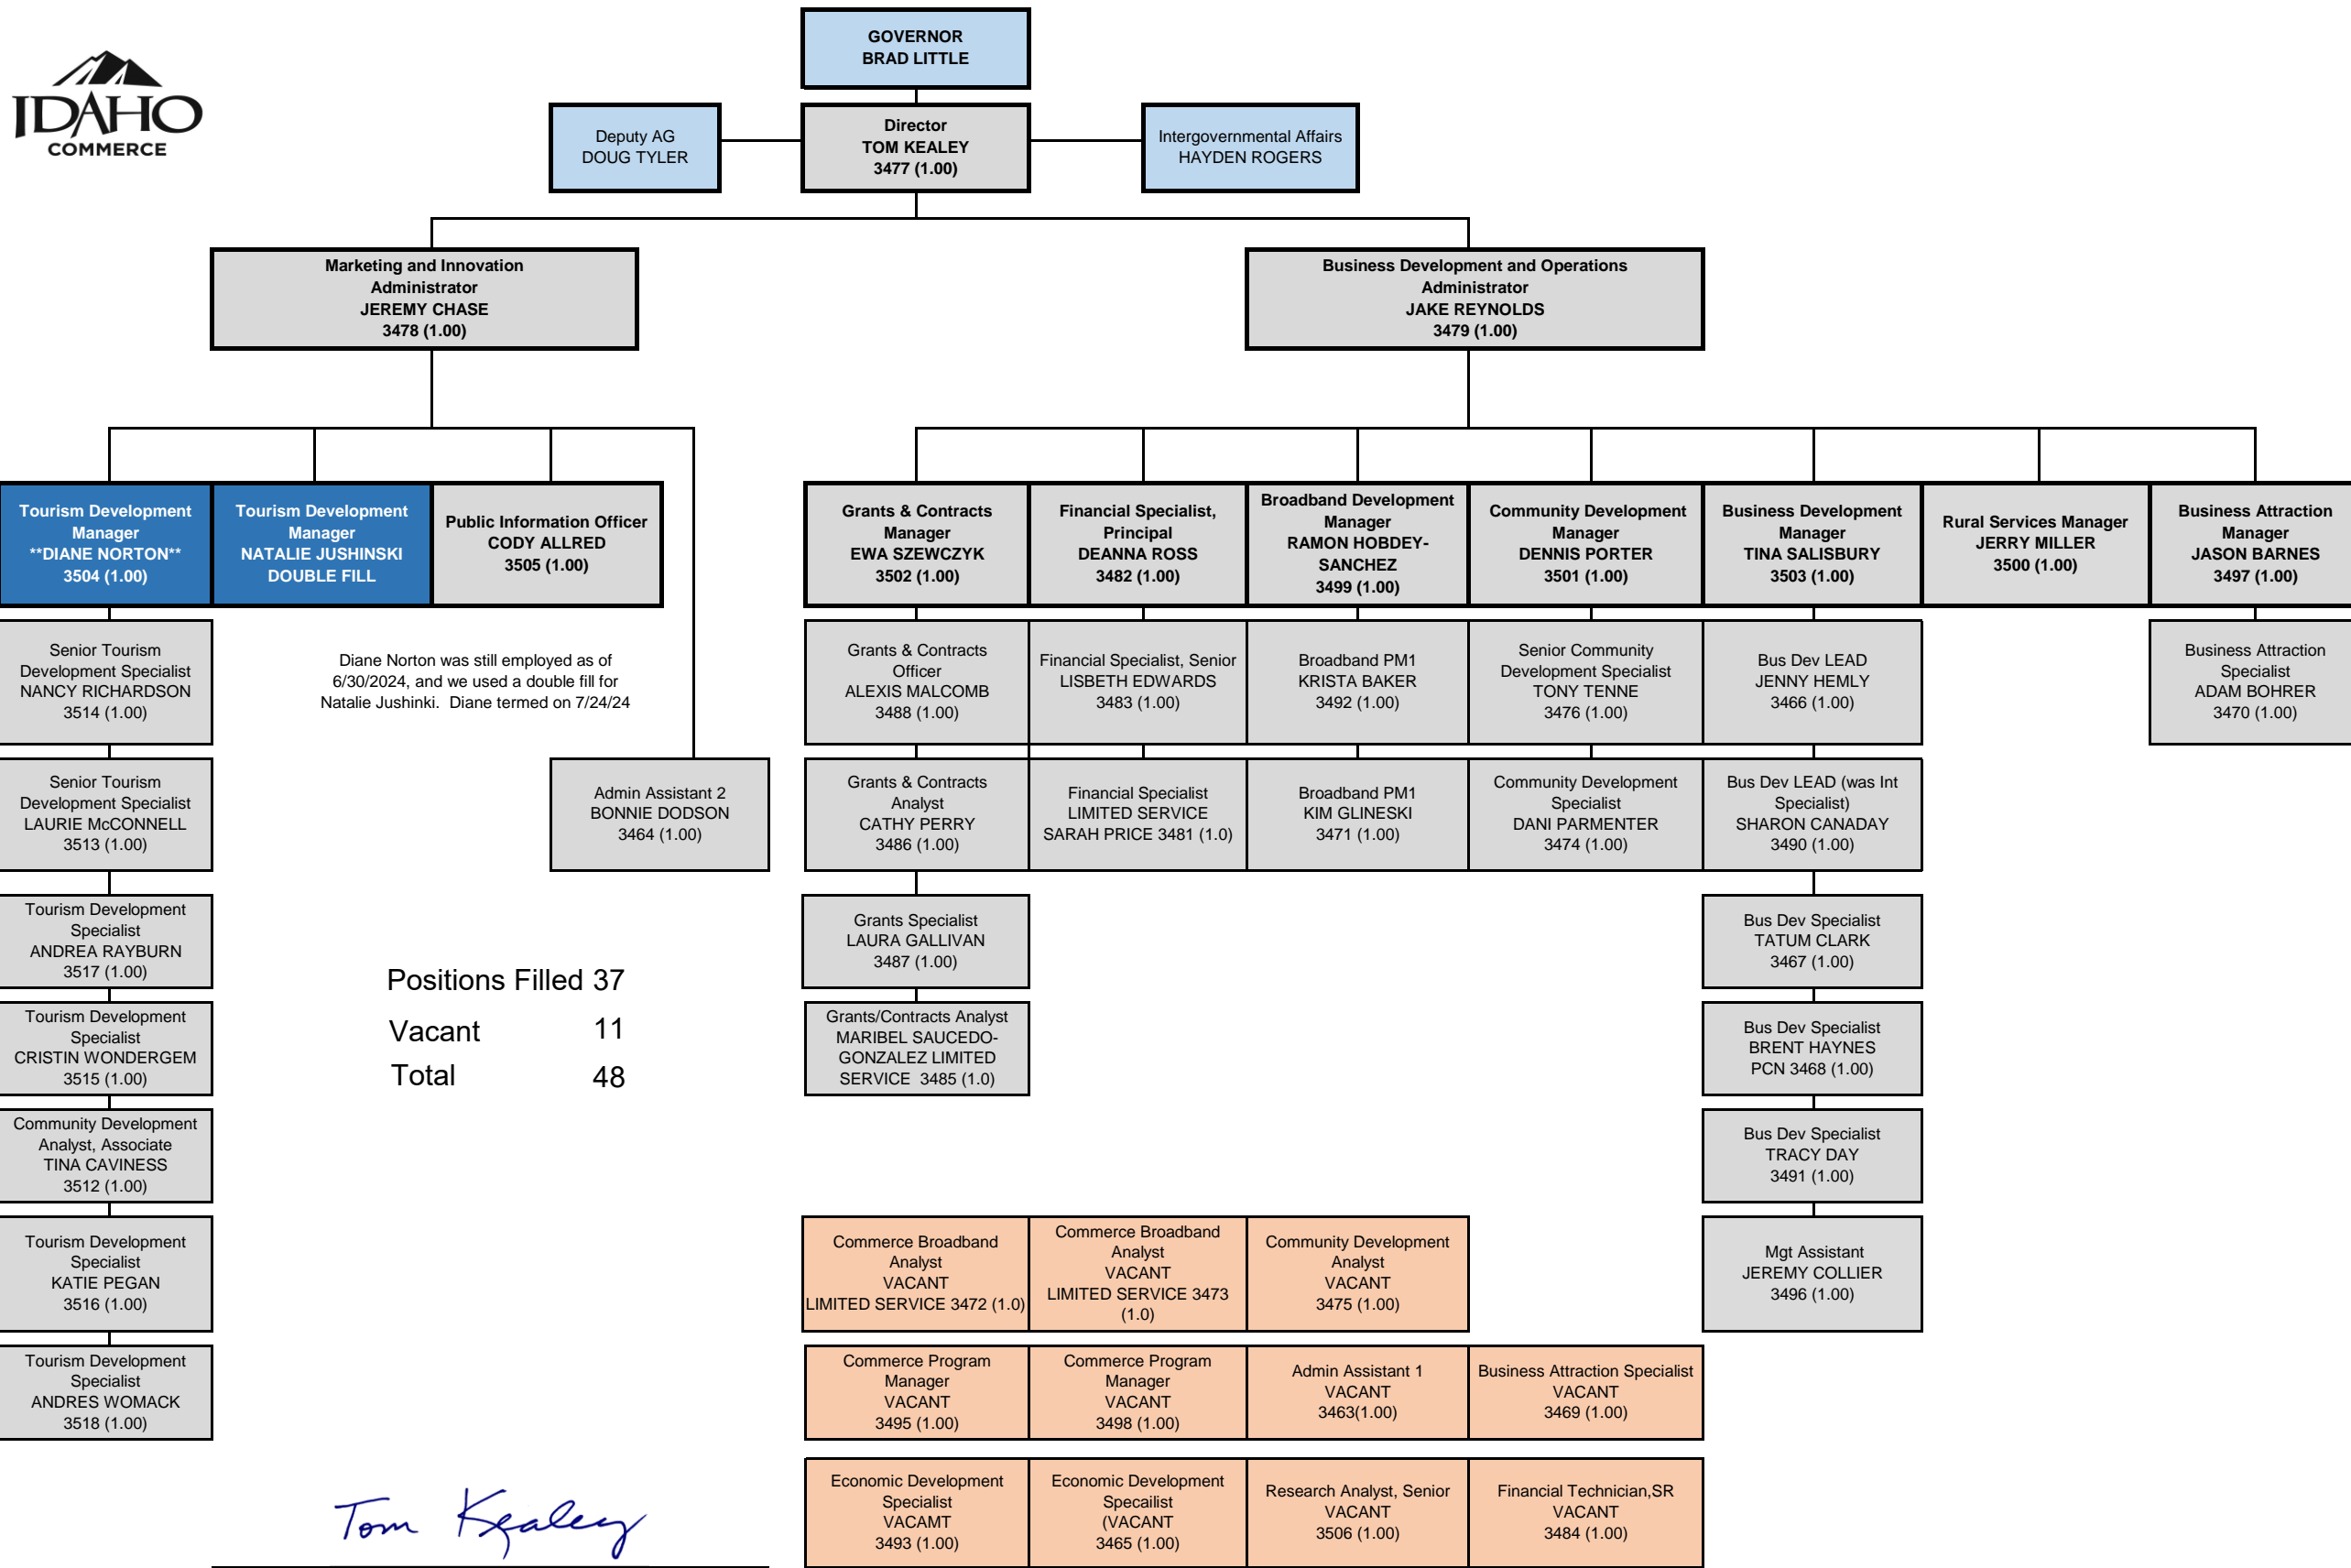 IDAHO
COMMERCE
GOVERNOR
BRAD LITTLE
Deputy AG
DOUG TYLER
Director
TOM KEALEY
3477 (1.00)
Intergovernmental Affairs
HAYDEN ROGERS
Marketing and Innovation
Administrator
JEREMY CHASE
3478 (1.00)
Business Development and Operations
Administrator
JAKE REYNOLDS
3479 (1.00)
Tourism Development
Manager
**DIANE NORTON**
3504 (1.00)
Tourism Development
Manager
NATALIE JUSHINSKI
DOUBLE FILL
Public Information Officer
CODY ALLRED
3505 (1.00)
Grants & Contracts
Manager
EWA SZEWCZYK
3502 (1.00)
Financial Specialist,
Principal
DEANNA ROSS
3482 (1.00)
Broadband Development
Manager
RAMON HOBDEY-
SANCHEZ
3499 (1.00)
Community Development
Manager
DENNIS PORTER
3501 (1.00)
Business Development
Manager
TINA SALISBURY
3503 (1.00)
Rural Services Manager
JERRY MILLER
3500 (1.00)
Business Attraction
Manager
JASON BARNES
3497 (1.00)
Senior Tourism
Development Specialist
NANCY RICHARDSON
3514 (1.00)
Diane Norton was still employed as of
6/30/2024, and we used a double fill for
Natalie Jushinki.  Diane termed on 7/24/24
Grants & Contracts
Officer
ALEXIS MALCOMB
3488 (1.00)
Financial Specialist, Senior
LISBETH EDWARDS
3483 (1.00)
Broadband PM1
KRISTA BAKER
3492 (1.00)
Senior Community
Development Specialist
TONY TENNE
3476 (1.00)
Bus Dev LEAD
JENNY HEMLY
3466 (1.00)
Business Attraction
Specialist
ADAM BOHRER
3470 (1.00)
Senior Tourism
Development Specialist
LAURIE McCONNELL
3513 (1.00)
Admin Assistant 2
BONNIE DODSON
3464 (1.00)
Grants & Contracts
Analyst
CATHY PERRY
3486 (1.00)
Financial Specialist
LIMITED SERVICE
SARAH PRICE 3481 (1.0)
Broadband PM1
KIM GLINESKI
3471 (1.00)
Community Development
Specialist
DANI PARMENTER
3474 (1.00)
Bus Dev LEAD (was Int
Specialist)
SHARON CANADAY
3490 (1.00)
Tourism Development
Specialist
ANDREA RAYBURN
3517 (1.00)
Grants Specialist
LAURA GALLIVAN
3487 (1.00)
Bus Dev Specialist
TATUM CLARK
3467 (1.00)
Positions Filled 37
Vacant 11
Total 48
Tourism Development
Specialist
CRISTIN WONDERGEM
3515 (1.00)
Grants/Contracts Analyst
MARIBEL SAUCEDO-
GONZALEZ LIMITED
SERVICE  3485 (1.0)
Bus Dev Specialist
BRENT HAYNES
PCN 3468 (1.00)
Community Development
Analyst, Associate
TINA CAVINESS
3512 (1.00)
Bus Dev Specialist
TRACY DAY
3491 (1.00)
Tourism Development
Specialist
KATIE PEGAN
3516 (1.00)
Commerce Broadband
Analyst
VACANT
LIMITED SERVICE 3472 (1.0)
Commerce Broadband
Analyst
VACANT
LIMITED SERVICE 3473
(1.0)
Community Development
Analyst
VACANT
3475 (1.00)
Mgt Assistant
JEREMY COLLIER
3496 (1.00)
Tourism Development
Specialist
ANDRES WOMACK
3518 (1.00)
Commerce Program
Manager
VACANT
3495 (1.00)
Commerce Program
Manager
VACANT
3498 (1.00)
Admin Assistant 1
VACANT
3463(1.00)
Business Attraction Specialist
VACANT
3469 (1.00)
Economic Development
Specialist
VACAMT
3493 (1.00)
Economic Development
Specailist
(VACANT
3465 (1.00)
Research Analyst, Senior
VACANT
3506 (1.00)
Financial Technician,SR
VACANT
3484 (1.00)
Tom Kealey